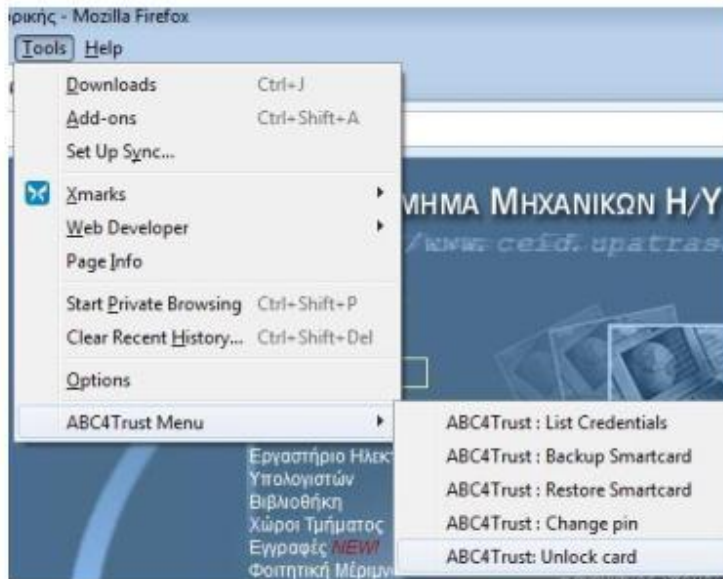 - Mozilla Firefox
Tools Help
Downloads Ctrl+J
Add-ons Ctrl+Shift+A
Set Up Sync...
Xmarks
Web Developer
Page Info
Start Private Browsing Ctrl+Shift+P
Clear Recent History... Ctrl+Shift+Del
Options
ABC4Trust Menu
ΜΗΜΑ ΜΗΧΑΝΙΚΩΝ Η/Υ
/www.ceid.upatras
ABC4Trust : List Credentials
ABC4Trust : Backup Smartcard
ABC4Trust : Restore Smartcard
ABC4Trust : Change pin
ABC4Trust: Unlock card
Εργαστήριο Ηλεκτ
Υπολογιστών
Βιβλιοθήκη
Χώροι Τμήματος
Εγγραφές NEW!
Φοιτητική Μέριμν